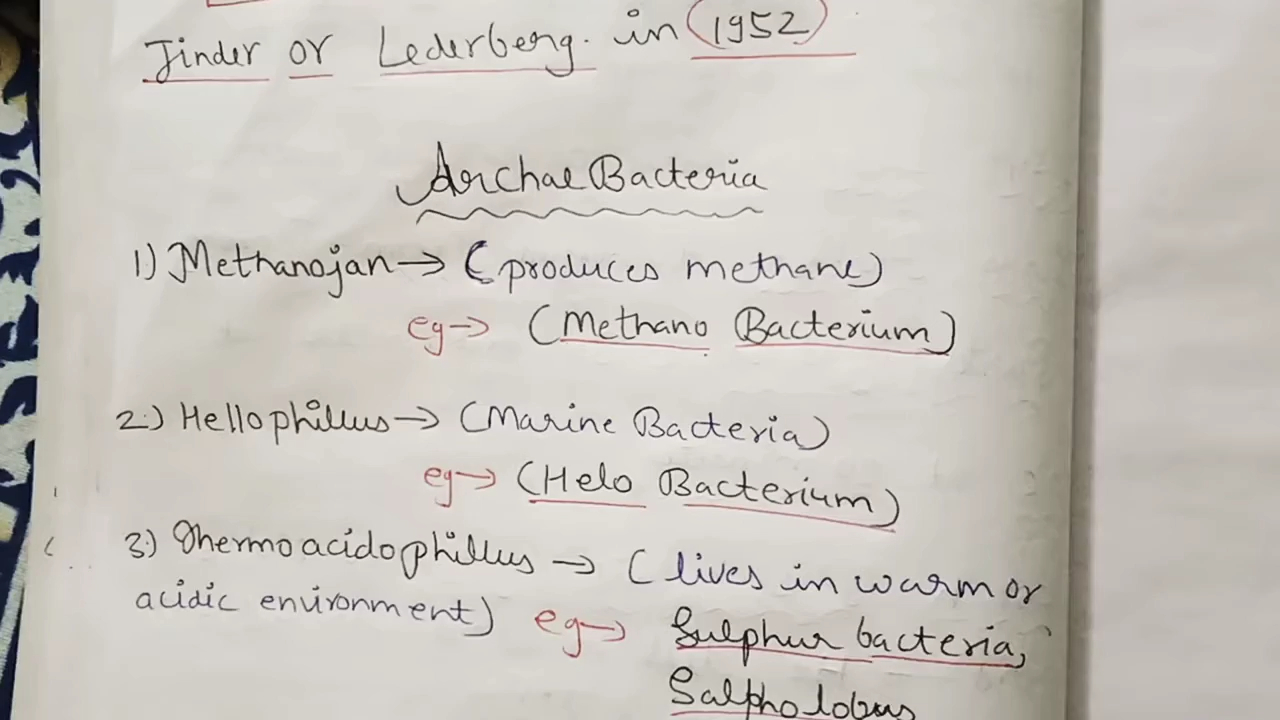 Jinder or Lederberg. in 1952
ArchaeBacteria
1) Methanojan → (produces methane)
eg → (Methano Bacterium)
2.) Hellophillus → (Marine Bacteria)
eg → (Helo Bacterium)
3.) Thermoacidophillus → (lives in warm or
acidic environment) eg → Sulphur bacteria,
Salpholobus